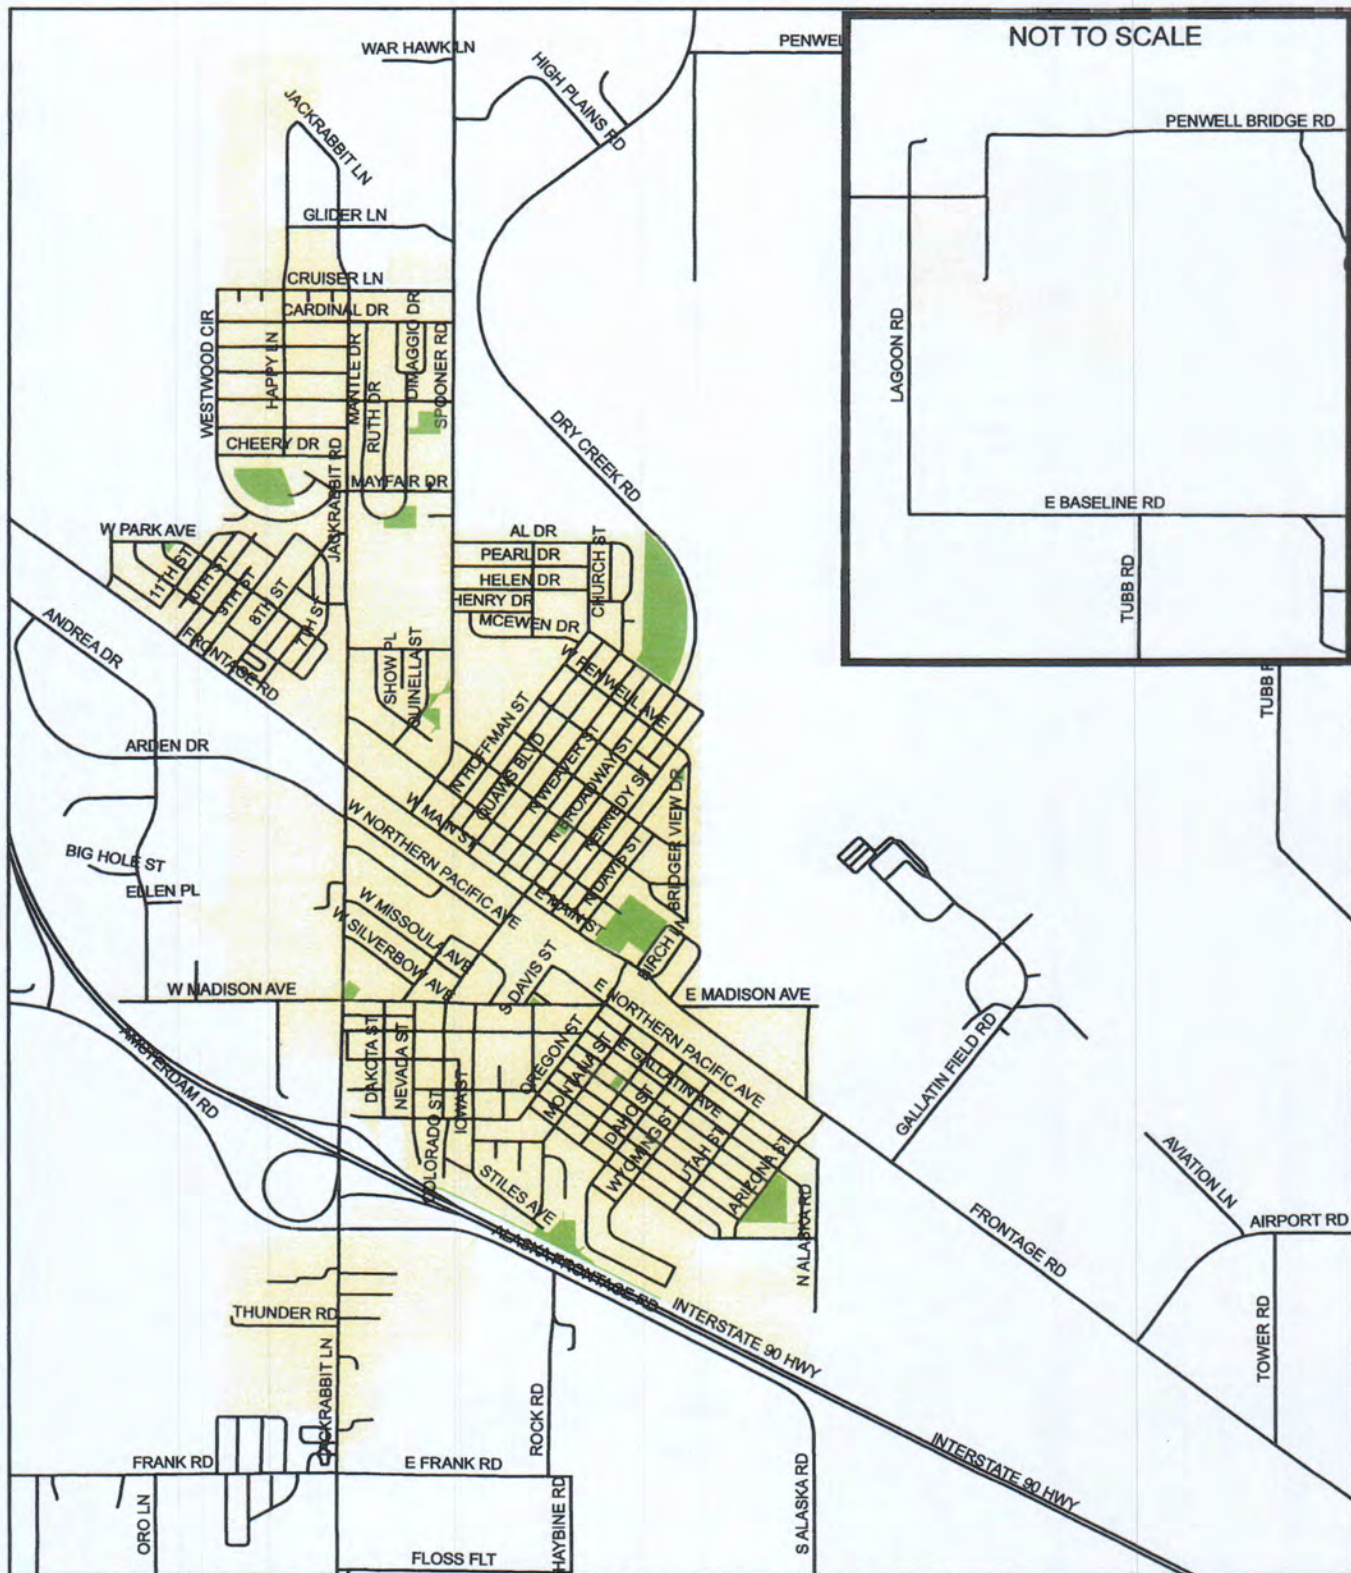 NOT TO SCALE
WAR HAWK LN
PENWEL
HIGH PLAINS RD
JACKRABBIT LN
PENWELL BRIDGE RD
GLIDER LN
CRUISER LN
CARDINAL DR
WESTWOOD CIR
HAPPY LN
MANTLE DR
DIMAGGIO DR
SPOONER RD
RUTH DR
LAGOON RD
CHEERY DR
JACKRABBIT RD
MAYFAIR DR
DRY CREEK RD
E BASELINE RD
W PARK AVE
AL DR
PEARL DR
HELEN DR
HENRY DR
MCEWEN DR
CHURCH ST
TUBB RD
11TH ST
9TH PL
8TH ST
7TH ST
FRONTAGE RD
ANDREA DR
SHOW PL
QUINELLA ST
W PENWELL AVE
TUBB R
ARDEN DR
N HOFFMAN ST
QUAW'S BLVD
N WEAVER ST
N BROADWAY ST
KENNEDY ST
N DAVIS ST
BRIDGER VIEW DR
W MAIN ST
W NORTHERN PACIFIC AVE
E MAIN ST
BIRCH LN
BIG HOLE ST
ELLEN PL
W MISSOULA AVE
W SILVERBOW AVE
S DAVIS ST
W MADISON AVE
E MADISON AVE
E NORTHERN PACIFIC AVE
AMSTERDAM RD
DAKOTA ST
NEVADA ST
COLORADO ST
IOWA ST
OREGON ST
MONTANA ST
E GALLATIN AVE
IDAHO ST
WYOMING ST
UTAH ST
ARIZONA ST
STILES AVE
GALLATIN FIELD RD
AVIATION LN
AIRPORT RD
N ALASKA RD
FRONTAGE RD
ALASKA FRONTAGE RD
INTERSTATE 90 HWY
THUNDER RD
TOWER RD
JACKRABBIT LN
ROCK RD
FRANK RD
E FRANK RD
INTERSTATE 90 HWY
ORO LN
HAYBINE RD
S ALASKA RD
FLOSS FLT